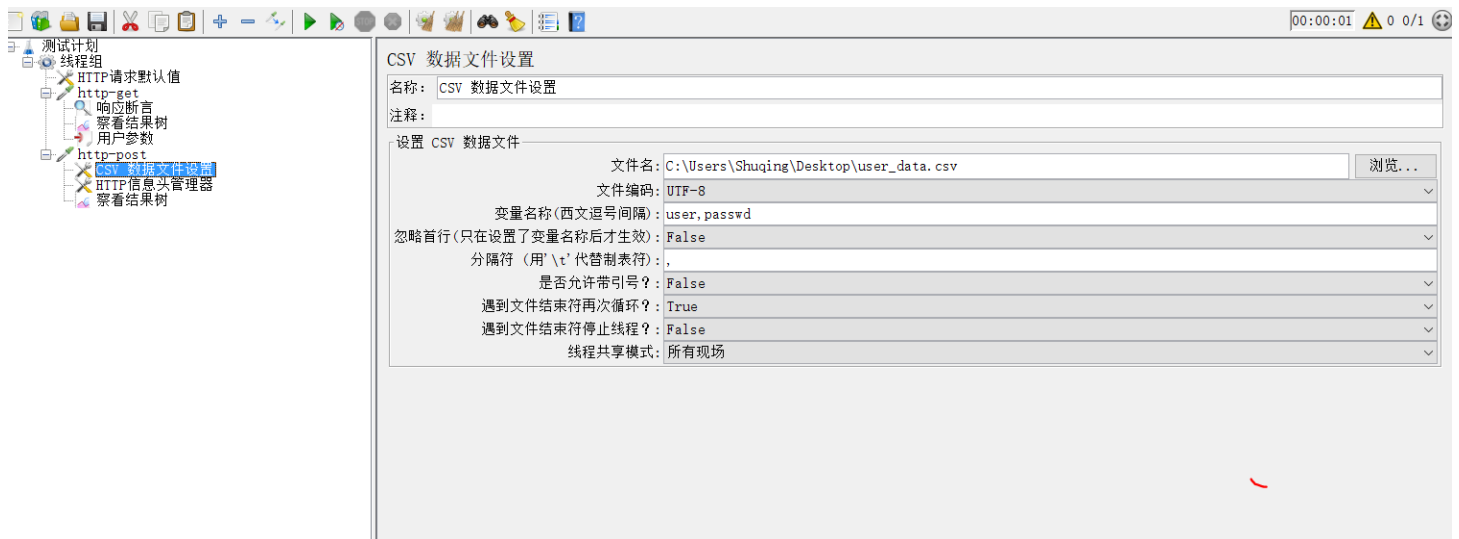 00:00:01 0 0/1
测试计划
线程组
HTTP请求默认值
http-get
响应断言
察看结果树
用户参数
http-post
CSV 数据文件设置
HTTP信息头管理器
察看结果树
CSV 数据文件设置
名称: CSV 数据文件设置
注释:
设置 CSV 数据文件
文件名: C:\Users\Shuqing\Desktop\user_data.csv 浏览...
文件编码: UTF-8
变量名称(西文逗号间隔): user,passwd
忽略首行(只在设置了变量名称后才生效): False
分隔符 (用'\t'代替制表符): ,
是否允许带引号?: False
遇到文件结束符再次循环?: True
遇到文件结束符停止线程?: False
线程共享模式: 所有现场